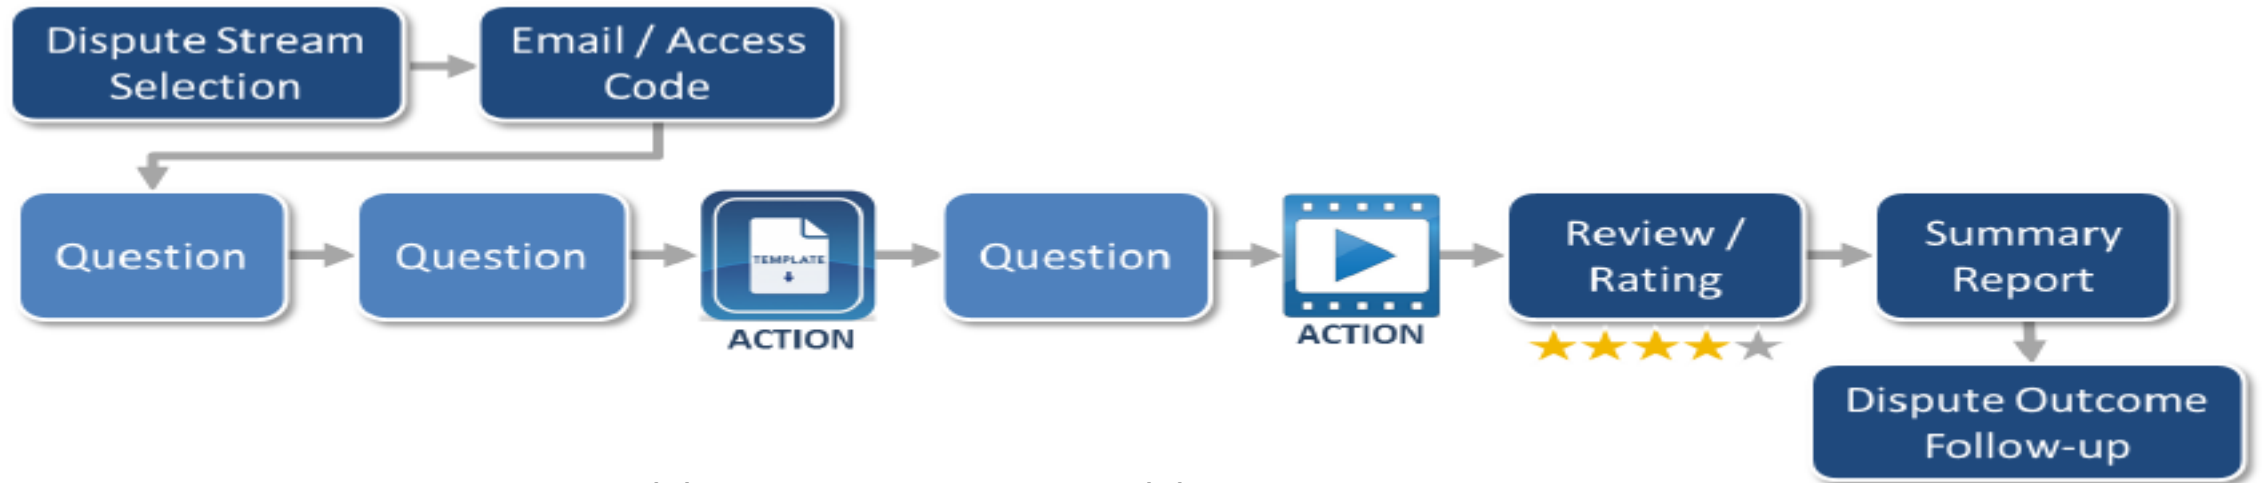 Dispute Stream
Selection
Email / Access
Code
Question
Question
TEMPLATE
ACTION
Question
ACTION
Review /
Rating
Summary
Report
Dispute Outcome
Follow-up